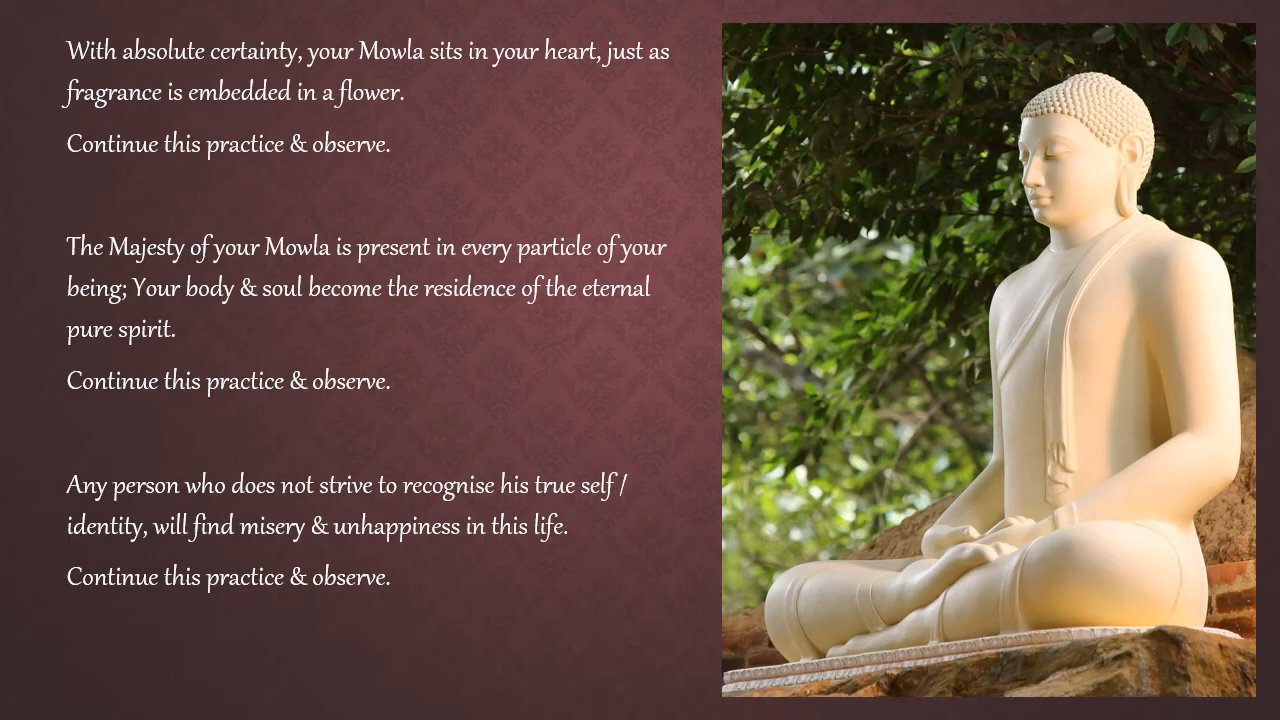 With absolute certainty, your Mowla sits in your heart, just as
fragrance is embedded in a flower.
Continue this practice & observe.
The Majesty of your Mowla is present in every particle of your
being; Your body & soul become the residence of the eternal
pure spirit.
Continue this practice & observe.
Any person who does not strive to recognise his true self /
identity, will find misery & unhappiness in this life.
Continue this practice & observe.